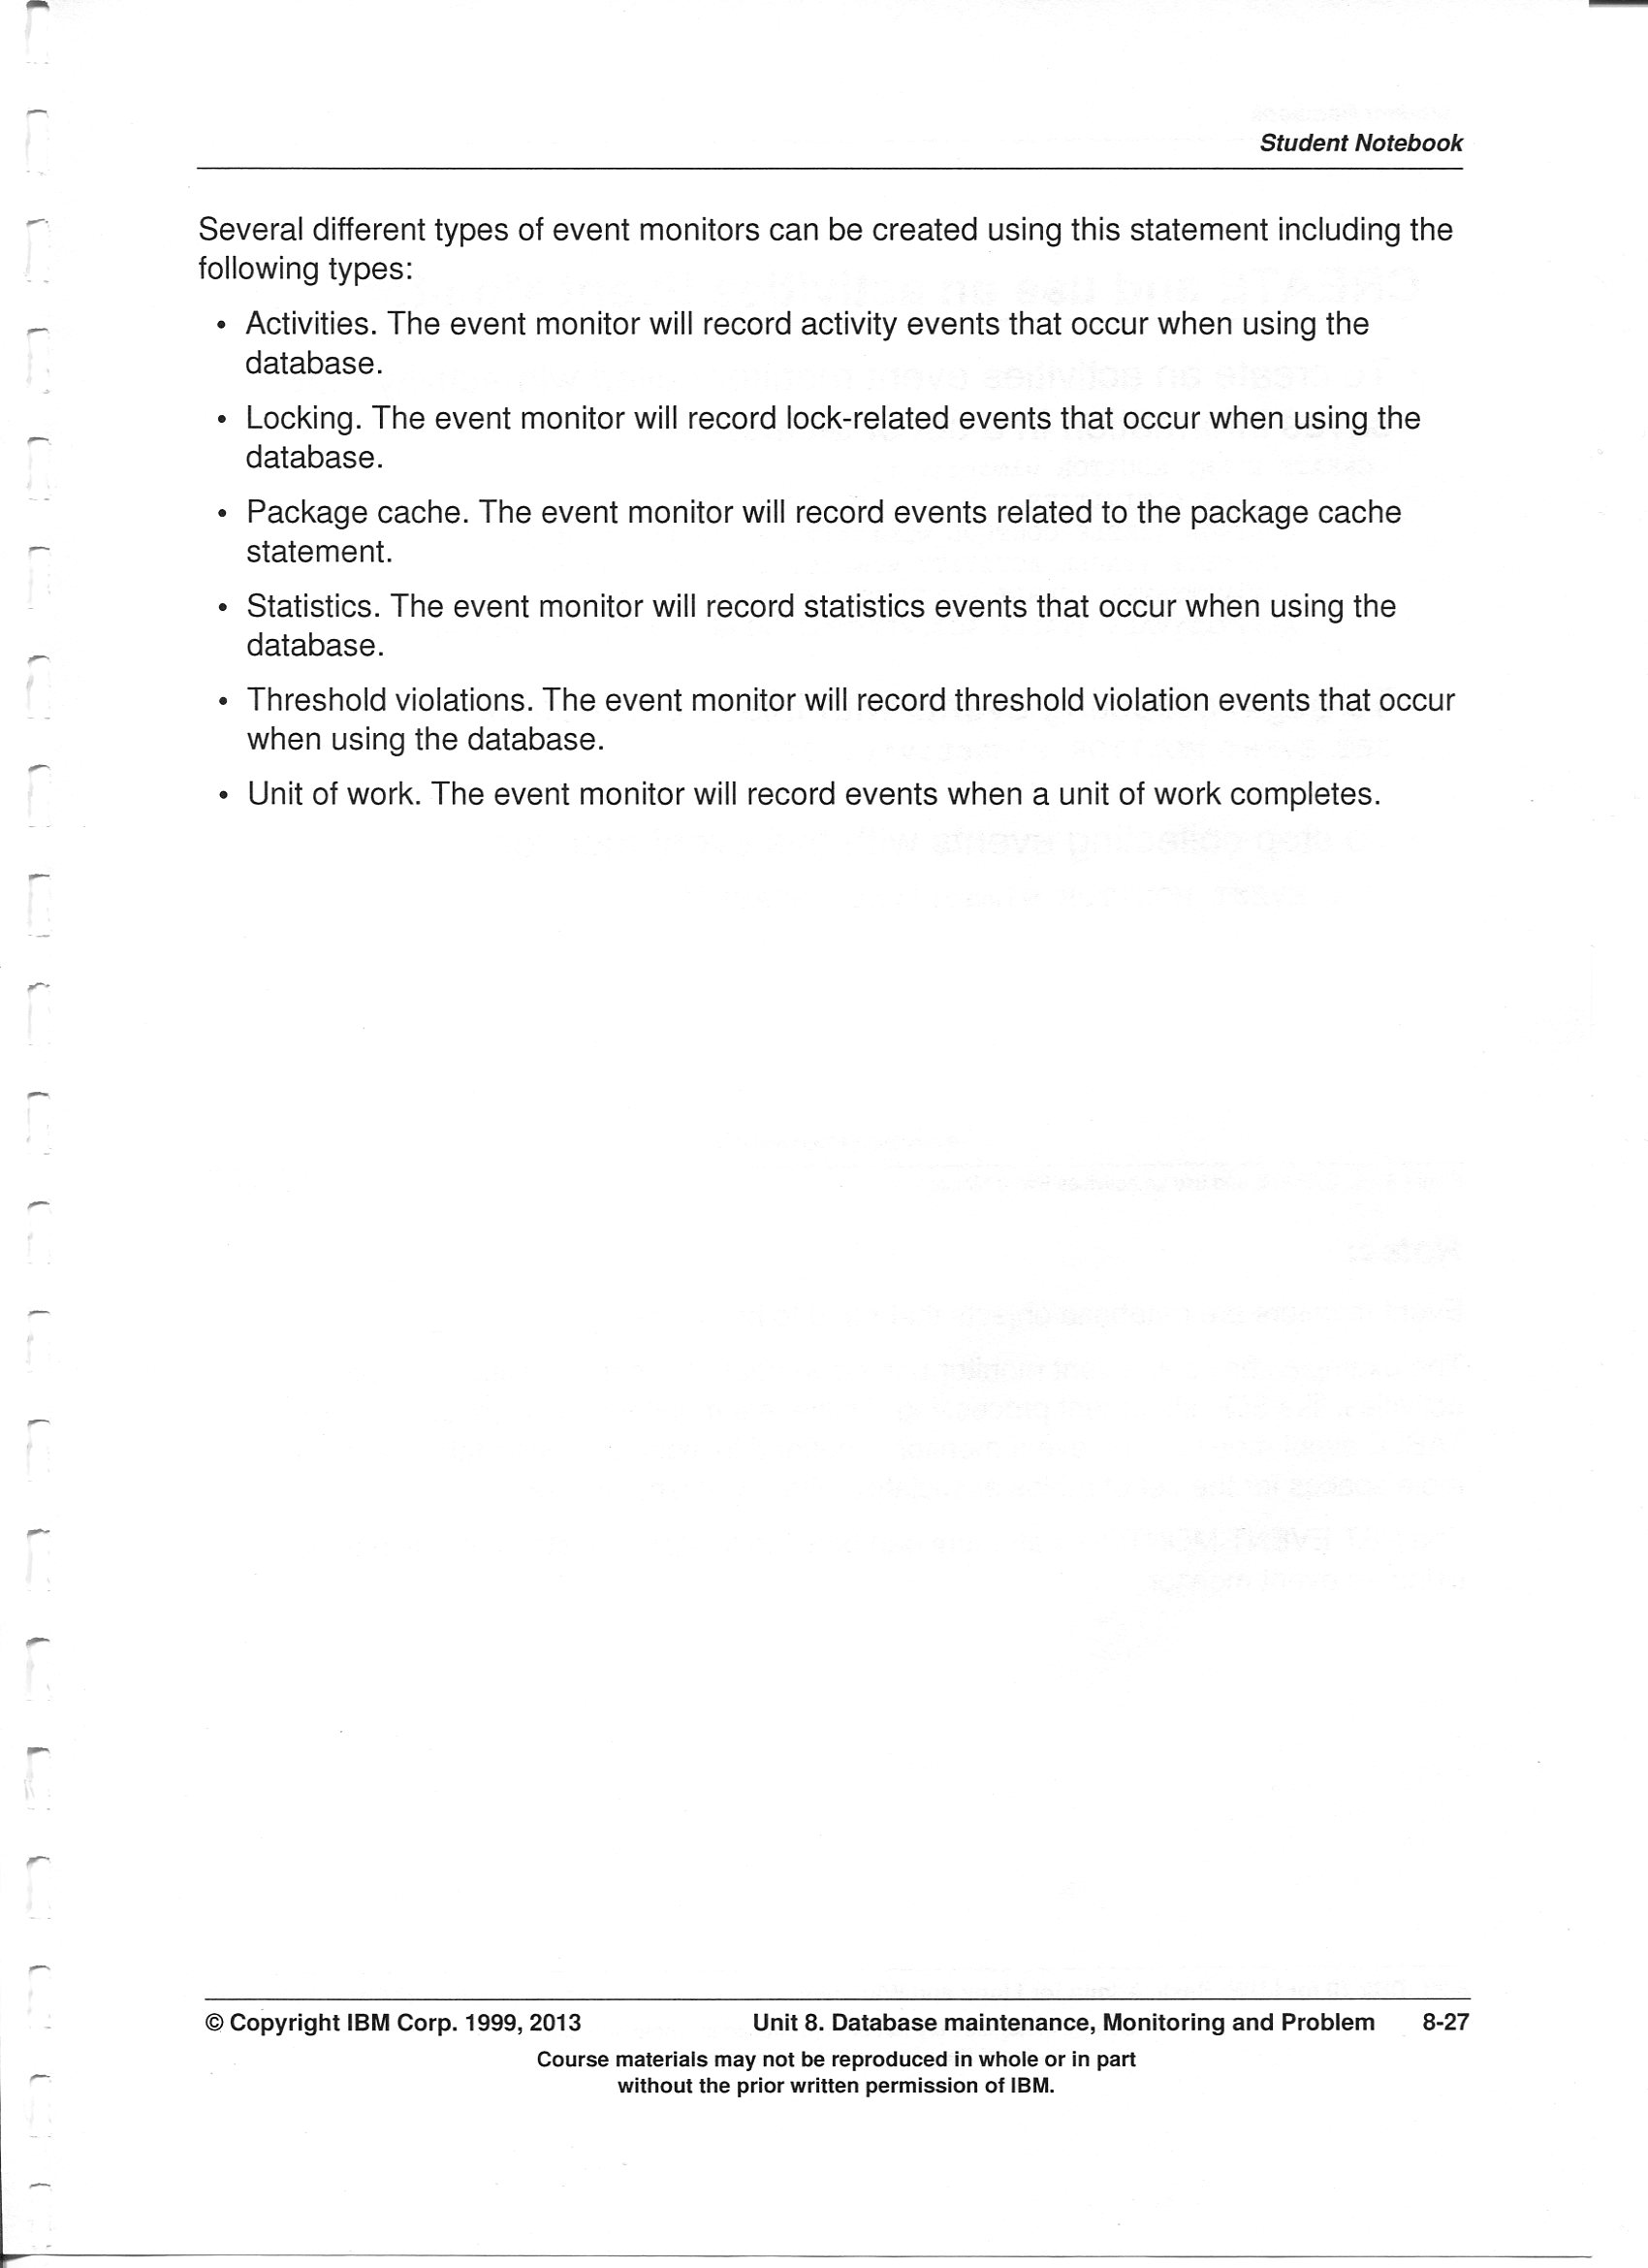 Student Notebook
Several different types of event monitors can be created using this statement including the
following types:
• Activities. The event monitor will record activity events that occur when using the
database.
• Locking. The event monitor will record lock-related events that occur when using the
database.
• Package cache. The event monitor will record events related to the package cache
statement.
• Statistics. The event monitor will record statistics events that occur when using the
database.
• Threshold violations. The event monitor will record threshold violation events that occur
when using the database.
• Unit of work. The event monitor will record events when a unit of work completes.
© Copyright IBM Corp. 1999, 2013 Unit 8. Database maintenance, Monitoring and Problem 8-27
Course materials may not be reproduced in whole or in part
without the prior written permission of IBM.